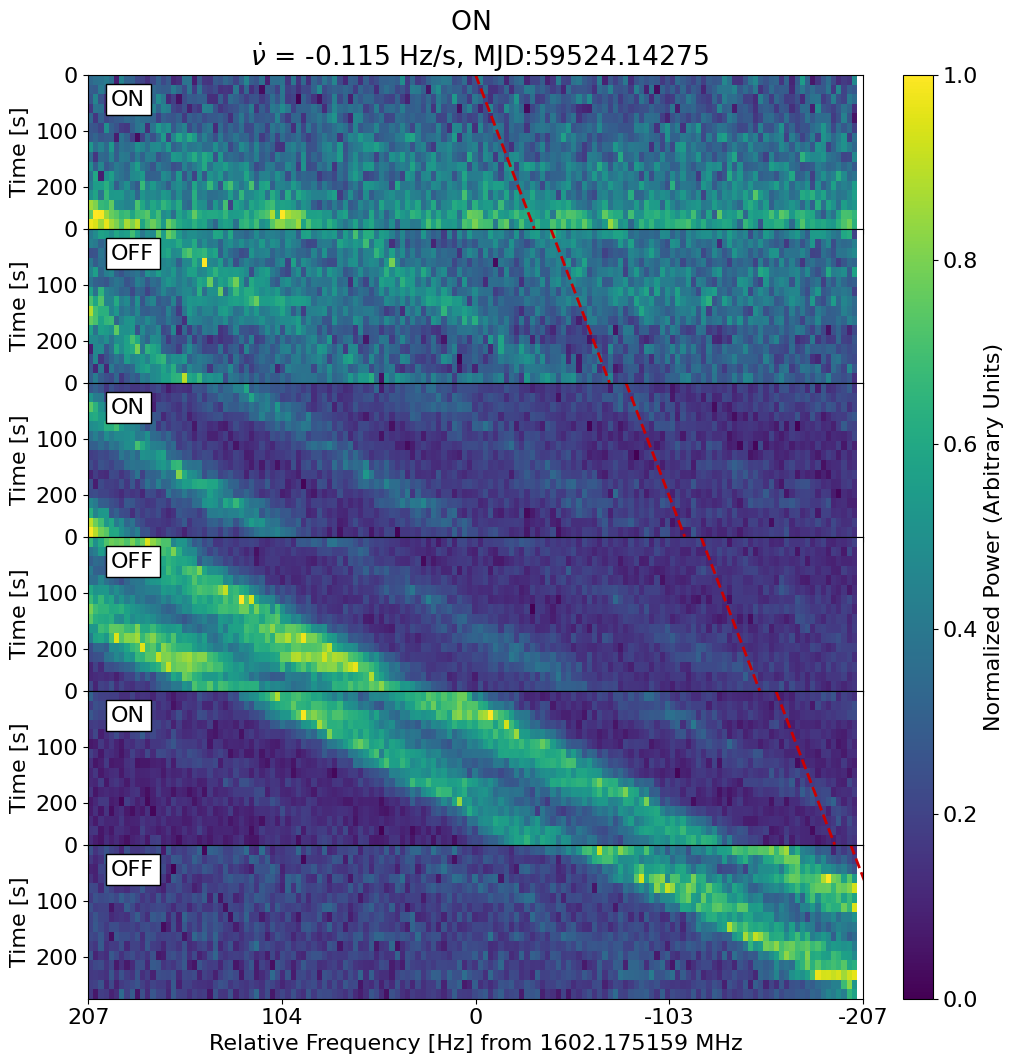 ON
ν̇ = -0.115 Hz/s, MJD:59524.14275
0
ON
100
Time [s]
200
0
OFF
100
Time [s]
200
0
ON
100
Time [s]
200
0
OFF
100
Time [s]
200
0
ON
100
Time [s]
200
0
OFF
100
Time [s]
200
207 104 0 -103 -207
Relative Frequency [Hz] from 1602.175159 MHz
1.0
0.8
0.6
0.4
0.2
0.0
Normalized Power (Arbitrary Units)